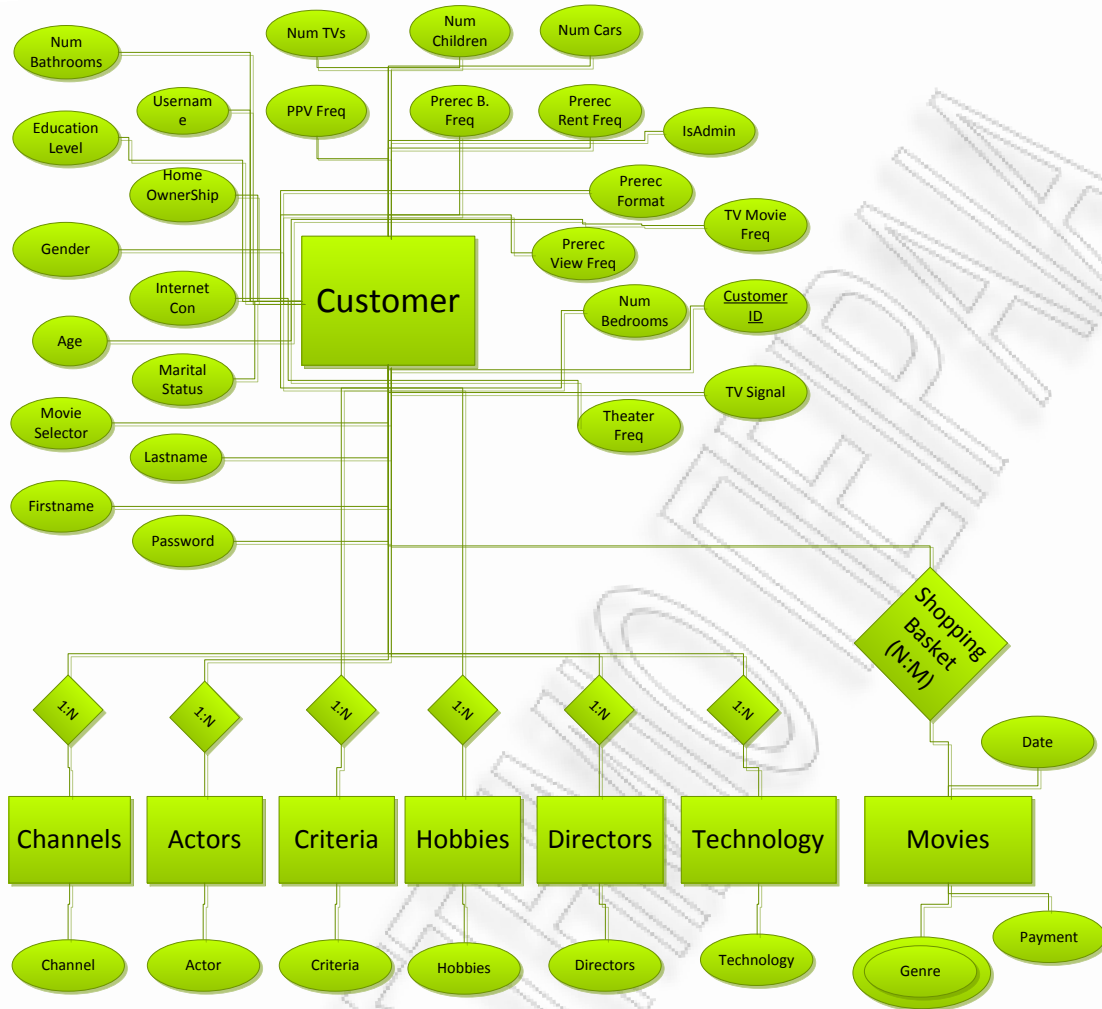 Num
Bathrooms
Num TVs
Num
Children
Num Cars
Usernam
e
PPV Freq
Prerec B.
Freq
Prerec
Rent Freq
IsAdmin
Education
Level
Home
OwnerShip
Prerec
Format
TV Movie
Freq
Gender
Prerec
View Freq
Customer
Internet
Con
Num
Bedrooms
Customer
ID
Age
Marital
Status
TV Signal
Movie
Selector
Theater
Freq
Lastname
Firstname
Password
Shopping
Basket
(N:M)
1:N
1:N
1:N
1:N
1:N
1:N
Date
Channels
Actors
Criteria
Hobbies
Directors
Technology
Movies
Channel
Actor
Criteria
Hobbies
Directors
Technology
Genre
Payment